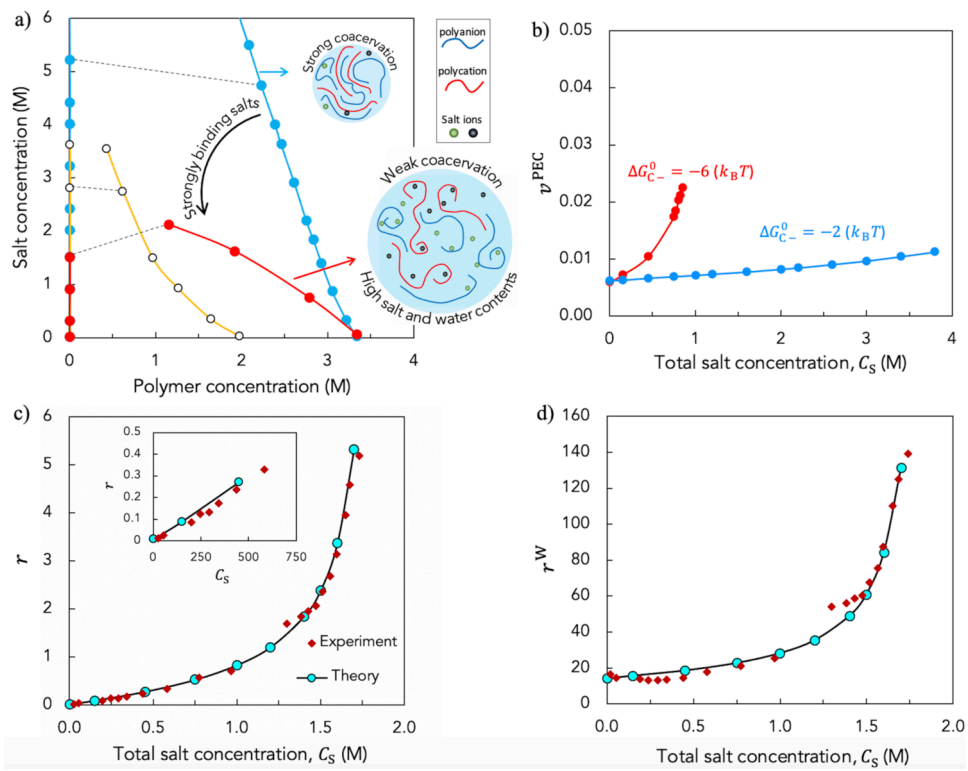 a)
6
5
4
3
2
1
0
Salt concentration (M)
0
1
2
3
4
Polymer concentration (M)
Strong coacervation
Strongly binding salts
Weak coacervation
High salt and water contents
polyanion
polycation
Salt ions
b)
0.05
0.04
0.03
0.02
0.01
0.00
𝜈ᴾᴱᶜ
ΔG⁰_C− = −6 (k_BT)
ΔG⁰_C− = −2 (k_BT)
0
1
2
3
4
Total salt concentration, C_S (M)
c)
6
5
4
3
2
1
0
r
0.5
0.4
0.3
0.2
0.1
0
r
0
250
500
750
C_S
Experiment
Theory
0.0
0.5
1.0
1.5
2.0
Total salt concentration, C_S (M)
d)
160
140
120
100
80
60
40
20
0
r^W
0.0
0.5
1.0
1.5
2.0
Total salt concentration, C_S (M)